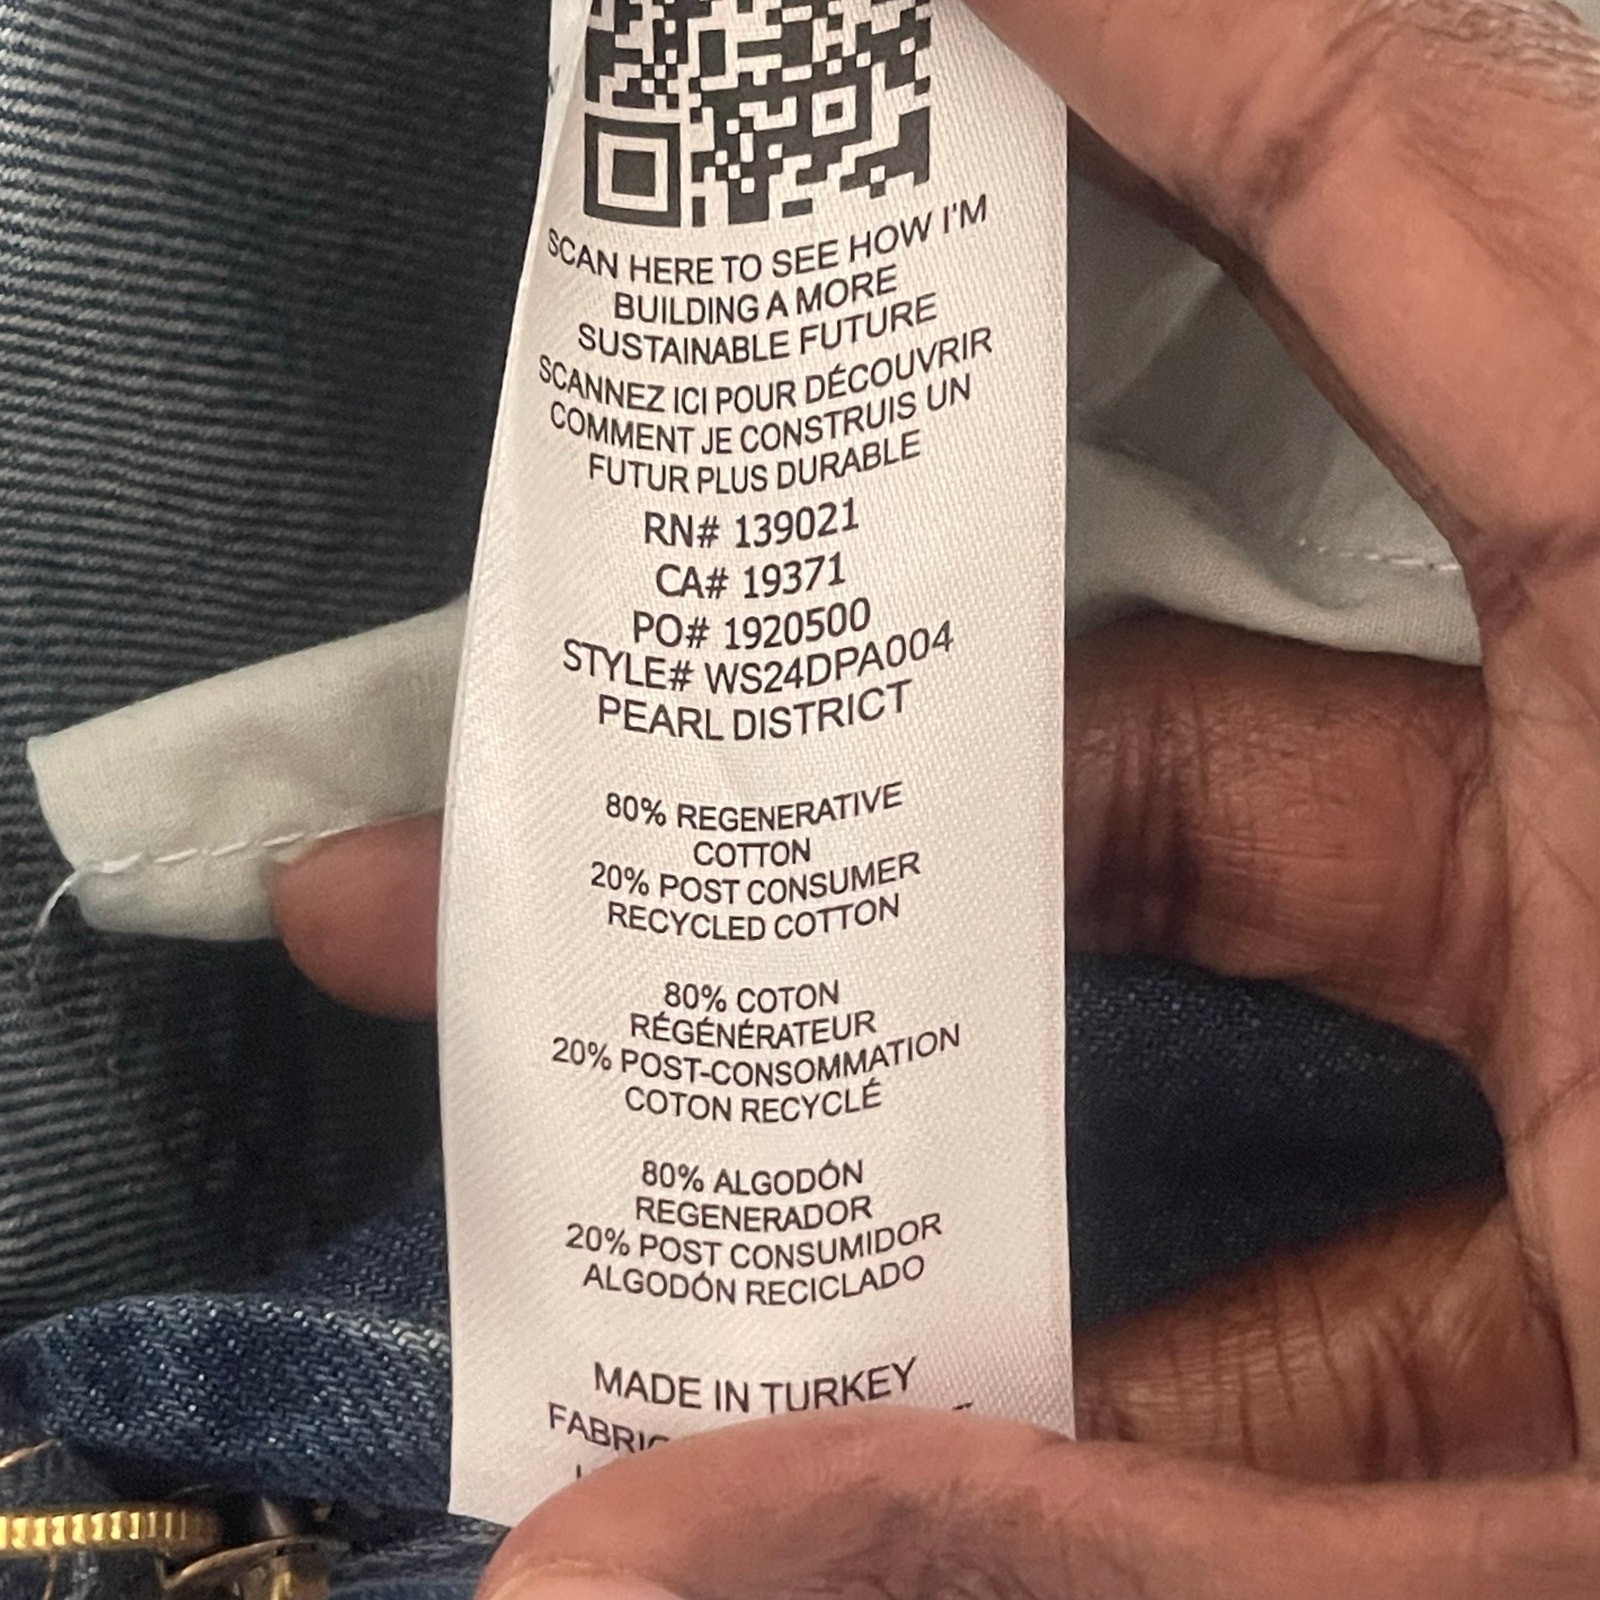 SCAN HERE TO SEE HOW I'M
BUILDING A MORE
SUSTAINABLE FUTURE
SCANNEZ ICI POUR DÉCOUVRIR
COMMENT JE CONSTRUIS UN
FUTUR PLUS DURABLE
RN# 139021
CA# 19371
PO# 1920500
STYLE# WS24DPA004
PEARL DISTRICT
80% REGENERATIVE
COTTON
20% POST CONSUMER
RECYCLED COTTON
80% COTON
RÉGÉNÉRATEUR
20% POST-CONSOMMATION
COTON RECYCLÉ
80% ALGODÓN
REGENERADOR
20% POST CONSUMIDOR
ALGODÓN RECICLADO
MADE IN TURKEY